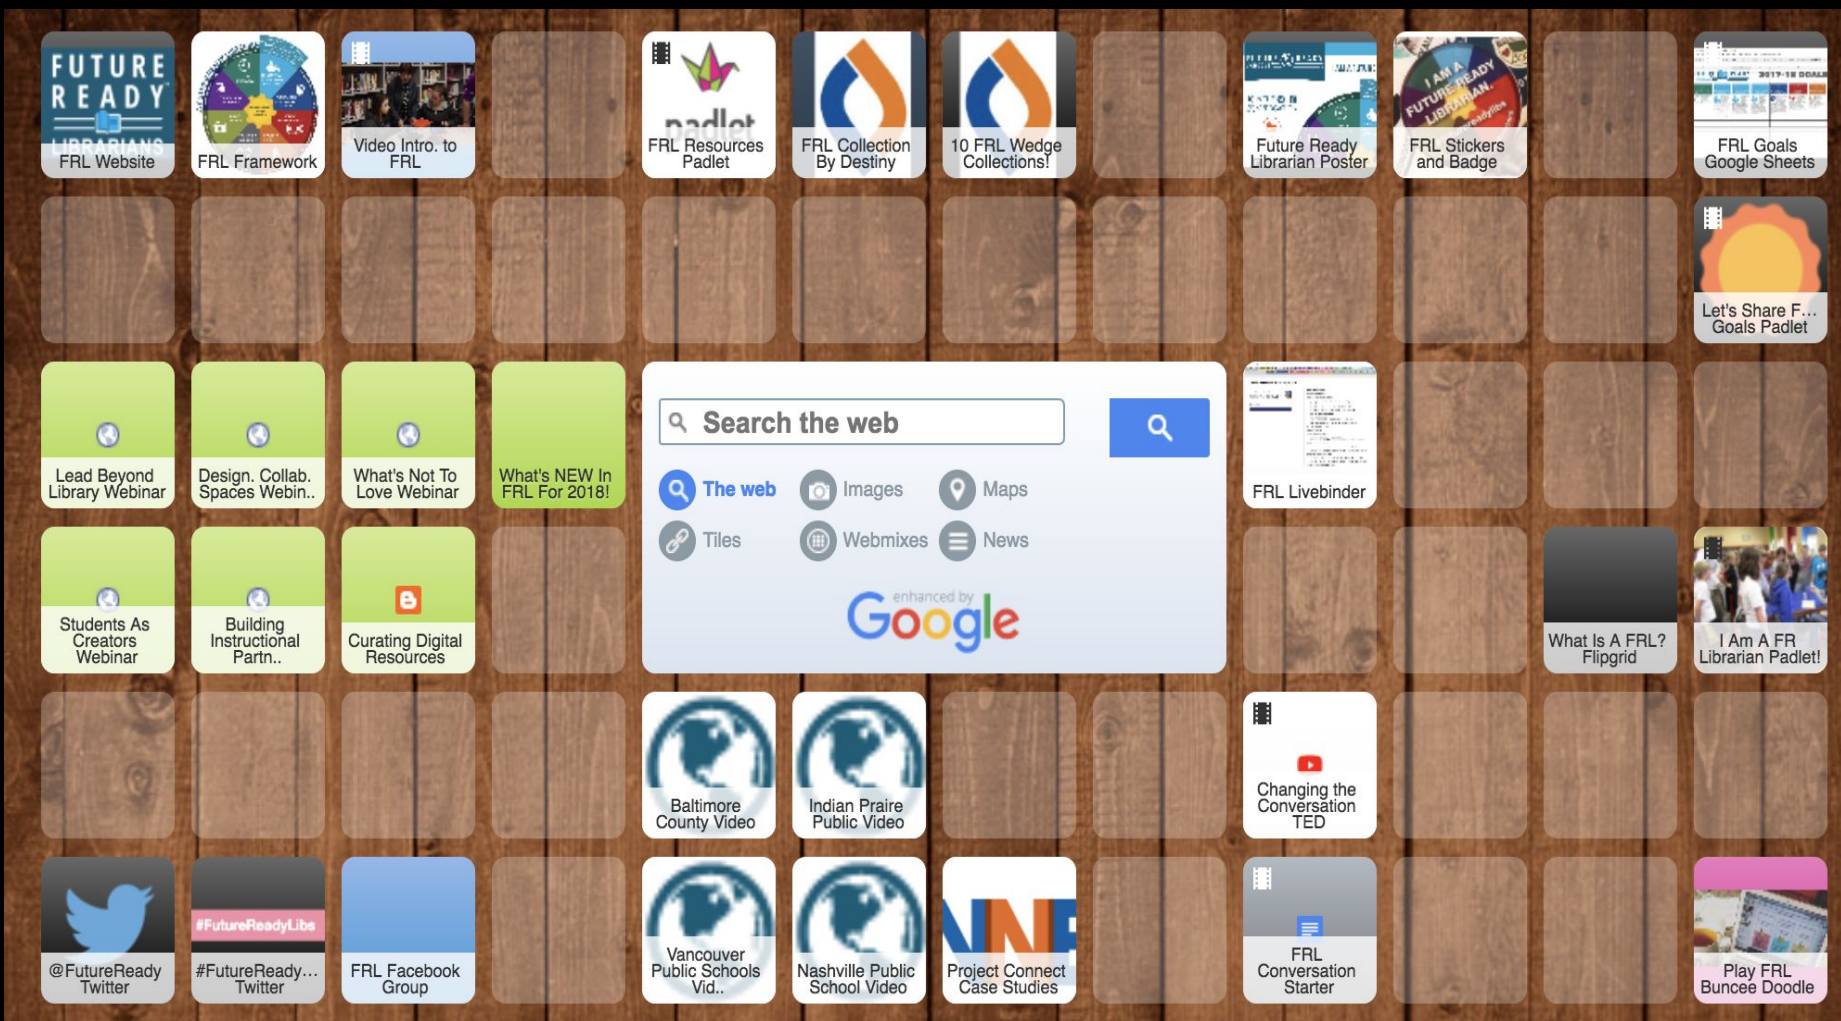 FUTURE
READY
LIBRARIANS
FRL Website
FRL Framework
Video Intro. to
FRL
padlet
FRL Resources
Padlet
FRL Collection
By Destiny
10 FRL Wedge
Collections!
Future Ready
Librarian Poster
I AM A
FUTURE READY
LIBRARIAN.
FRL Stickers
and Badge
2017-18 GOALS
FRL Goals
Google Sheets
Let's Share F...
Goals Padlet
Lead Beyond
Library Webinar
Design. Collab.
Spaces Webin..
What's Not To
Love Webinar
What's NEW In
FRL For 2018!
Search the web
The web
Images
Maps
Tiles
Webmixes
News
enhanced by
Google
FRL Livebinder
Students As
Creators
Webinar
Building
Instructional
Partn..
Curating Digital
Resources
What Is A FRL?
Flipgrid
I Am A FR
Librarian Padlet!
Baltimore
County Video
Indian Praire
Public Video
Changing the
Conversation
TED
@FutureReady
Twitter
#FutureReadyLibs
#FutureReady...
Twitter
FRL Facebook
Group
Vancouver
Public Schools
Vid..
Nashville Public
School Video
Project Connect
Case Studies
FRL
Conversation
Starter
Play FRL
Buncee Doodle